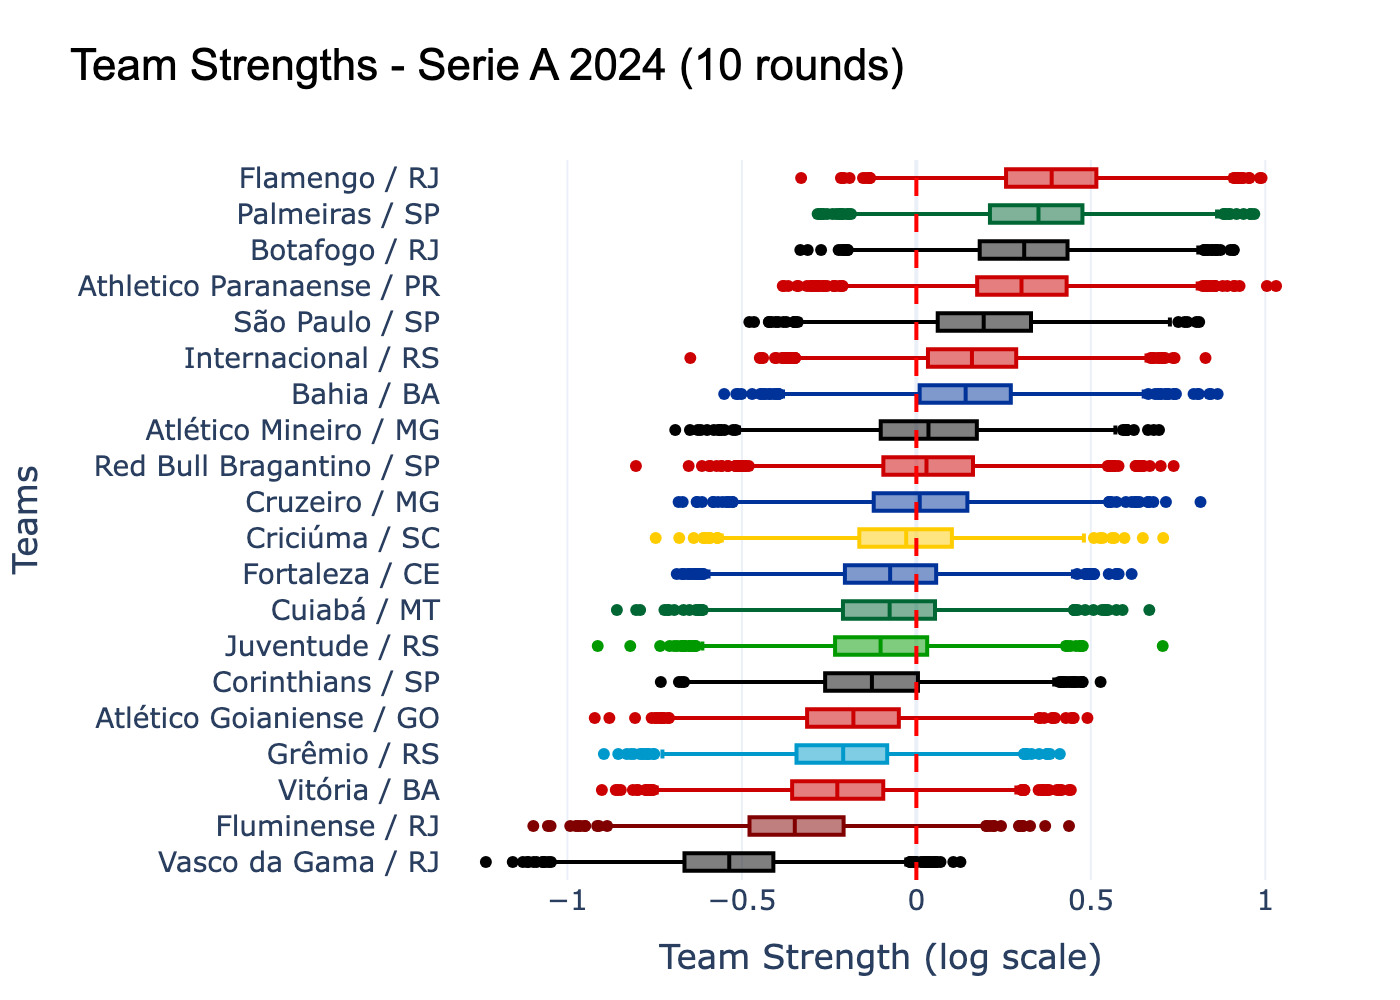 Team Strengths - Serie A 2024 (10 rounds)
Flamengo / RJ
Palmeiras / SP
Botafogo / RJ
Athletico Paranaense / PR
São Paulo / SP
Internacional / RS
Bahia / BA
Atlético Mineiro / MG
Red Bull Bragantino / SP
Cruzeiro / MG
Criciúma / SC
Fortaleza / CE
Cuiabá / MT
Juventude / RS
Corinthians / SP
Atlético Goianiense / GO
Grêmio / RS
Vitória / BA
Fluminense / RJ
Vasco da Gama / RJ
Teams
−1 −0.5 0 0.5 1
Team Strength (log scale)